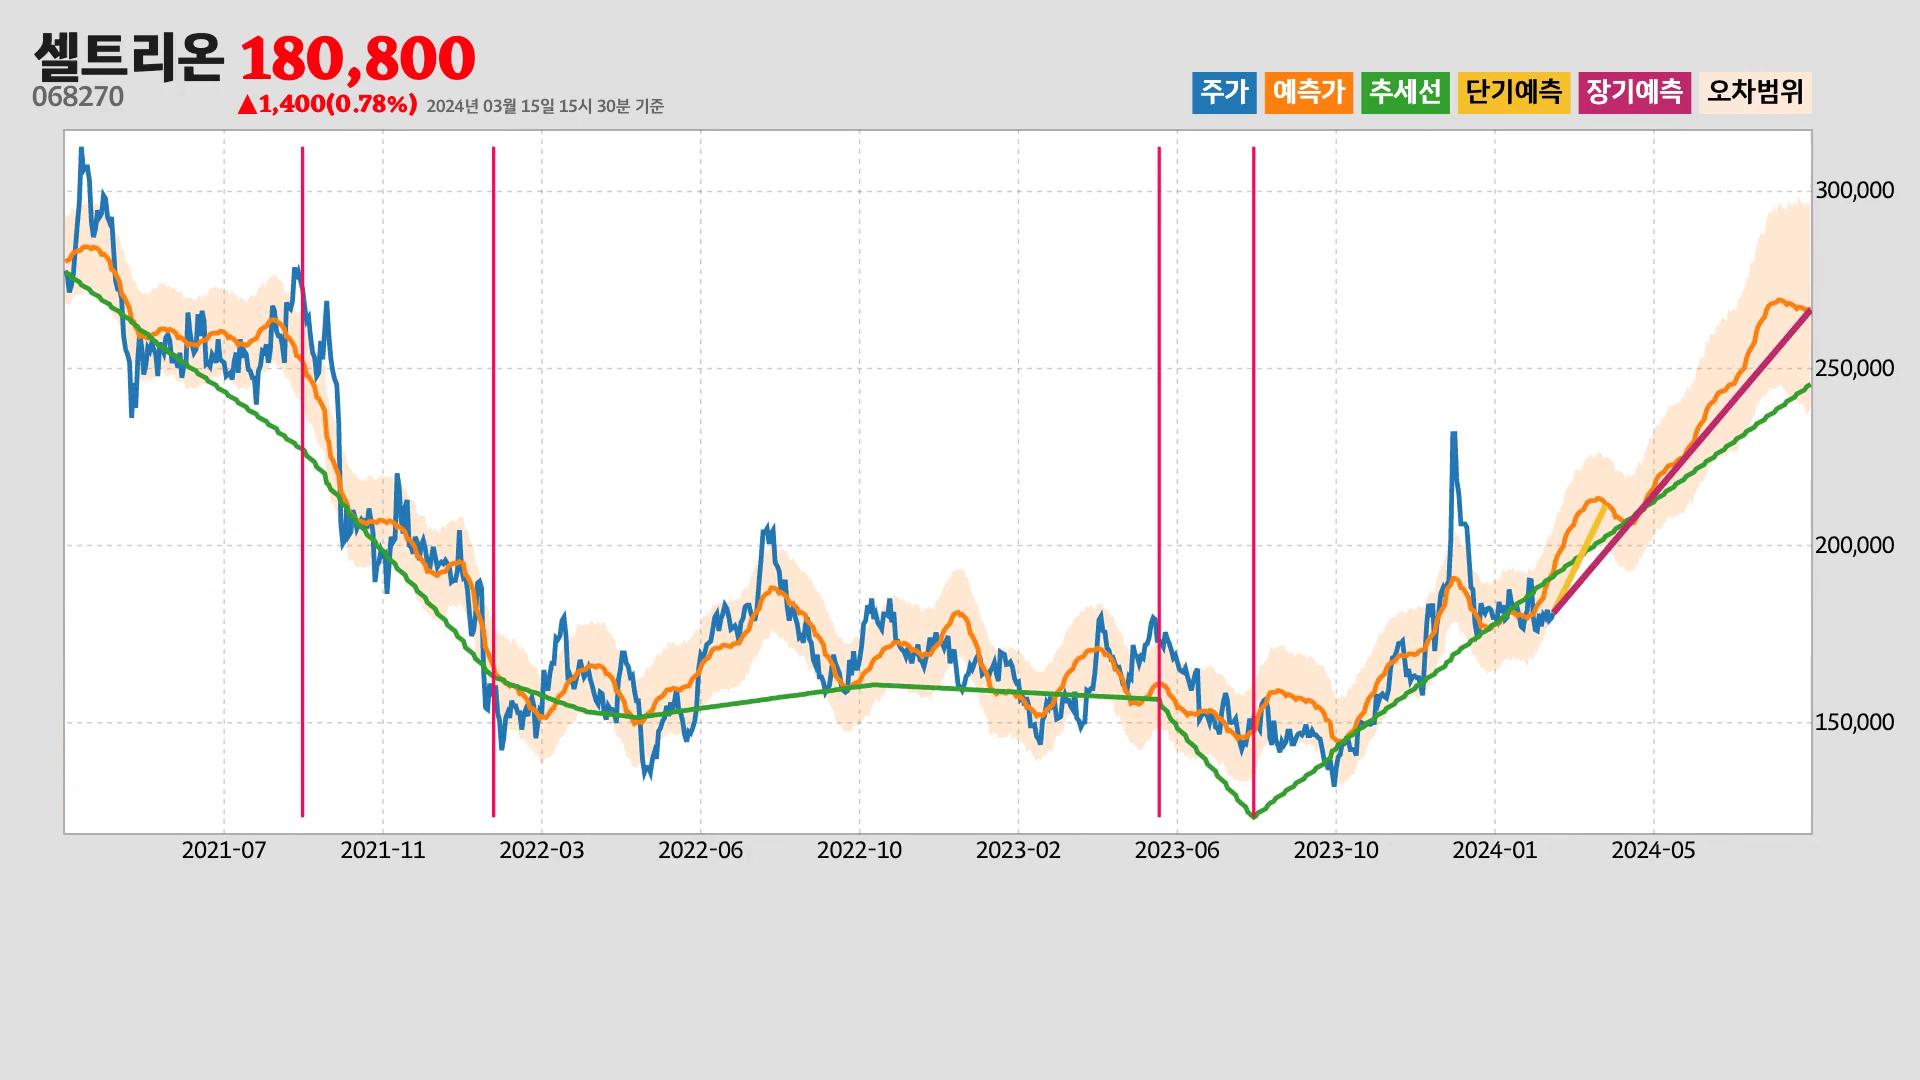 셀트리온 180,800
068270
▲1,400(0.78%) 2024년 03월 15일 15시 30분 기준
주가 예측가 추세선 단기예측 장기예측 오차범위
300,000
250,000
200,000
150,000
2021-07 2021-11 2022-03 2022-06 2022-10 2023-02 2023-06 2023-10 2024-01 2024-05